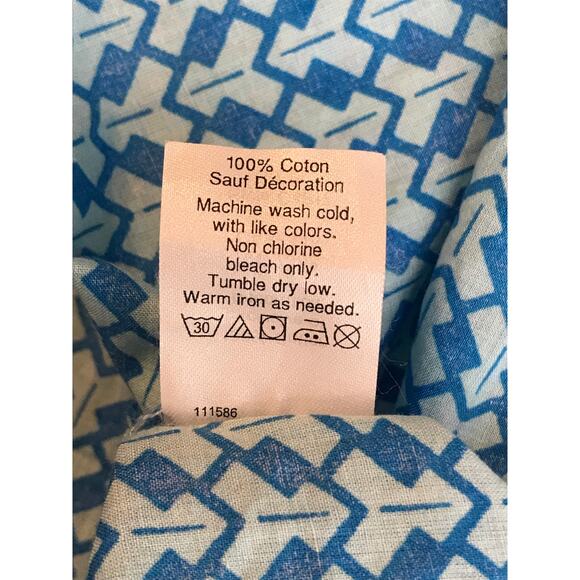 100% Coton
Sauf Décoration
Machine wash cold,
with like colors.
Non chlorine
bleach only.
Tumble dry low.
Warm iron as needed.
30
111586